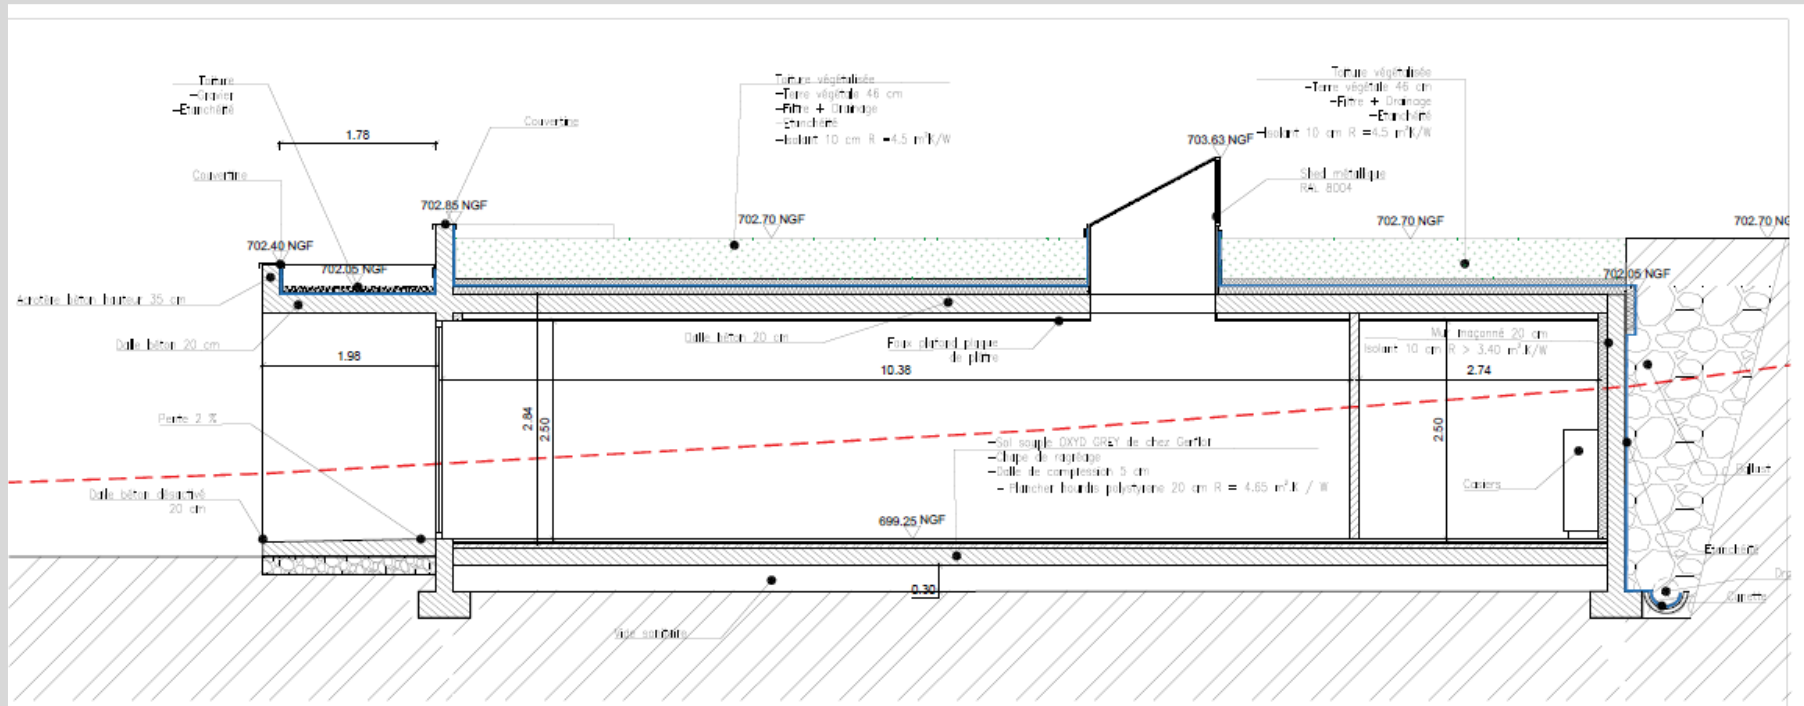 Toiture
-Gravier
-Etanchéité
1.78
Couvertine
Couvertine
Toiture végétalisée
-Terre végétale 46 cm
-Filtre + Drainage
-Etanchéité
-Isolant 10 cm R =4.5 m²K/W
Toiture végétalisée
-Terre végétale 46 cm
-Filtre + Drainage
-Etanchéité
-Isolant 10 cm R =4.5 m²K/W
703.63 NGF
Shed métallique
RAL 8004
702.85 NGF
702.70 NGF
702.70 NGF
702.70 NG
702.40 NGF
702.05 NGF
702.05 NGF
Acrotère béton hauteur 35 cm
Dalle béton 20 cm
Dalle béton 20 cm
Faux plafond plaque
de plâtre
Mur maçonné 20 cm
Isolant 10 cm R > 3.40 m².K/W
1.98
10.38
2.74
Pente 2 %
2.84
2.50
2.50
-Sol souple OXYD GREY de chez Gerflor
-Chape de ragréage
-Dalle de compression 5 cm
- Plancher hourdis polystyrene 20 cm R = 4.65 m².K / W
Casiers
Ballast
Dalle béton désactivé
20 cm
699.25 NGF
Etanchéité
Dra
Cunette
0.30
Vide sanitaire